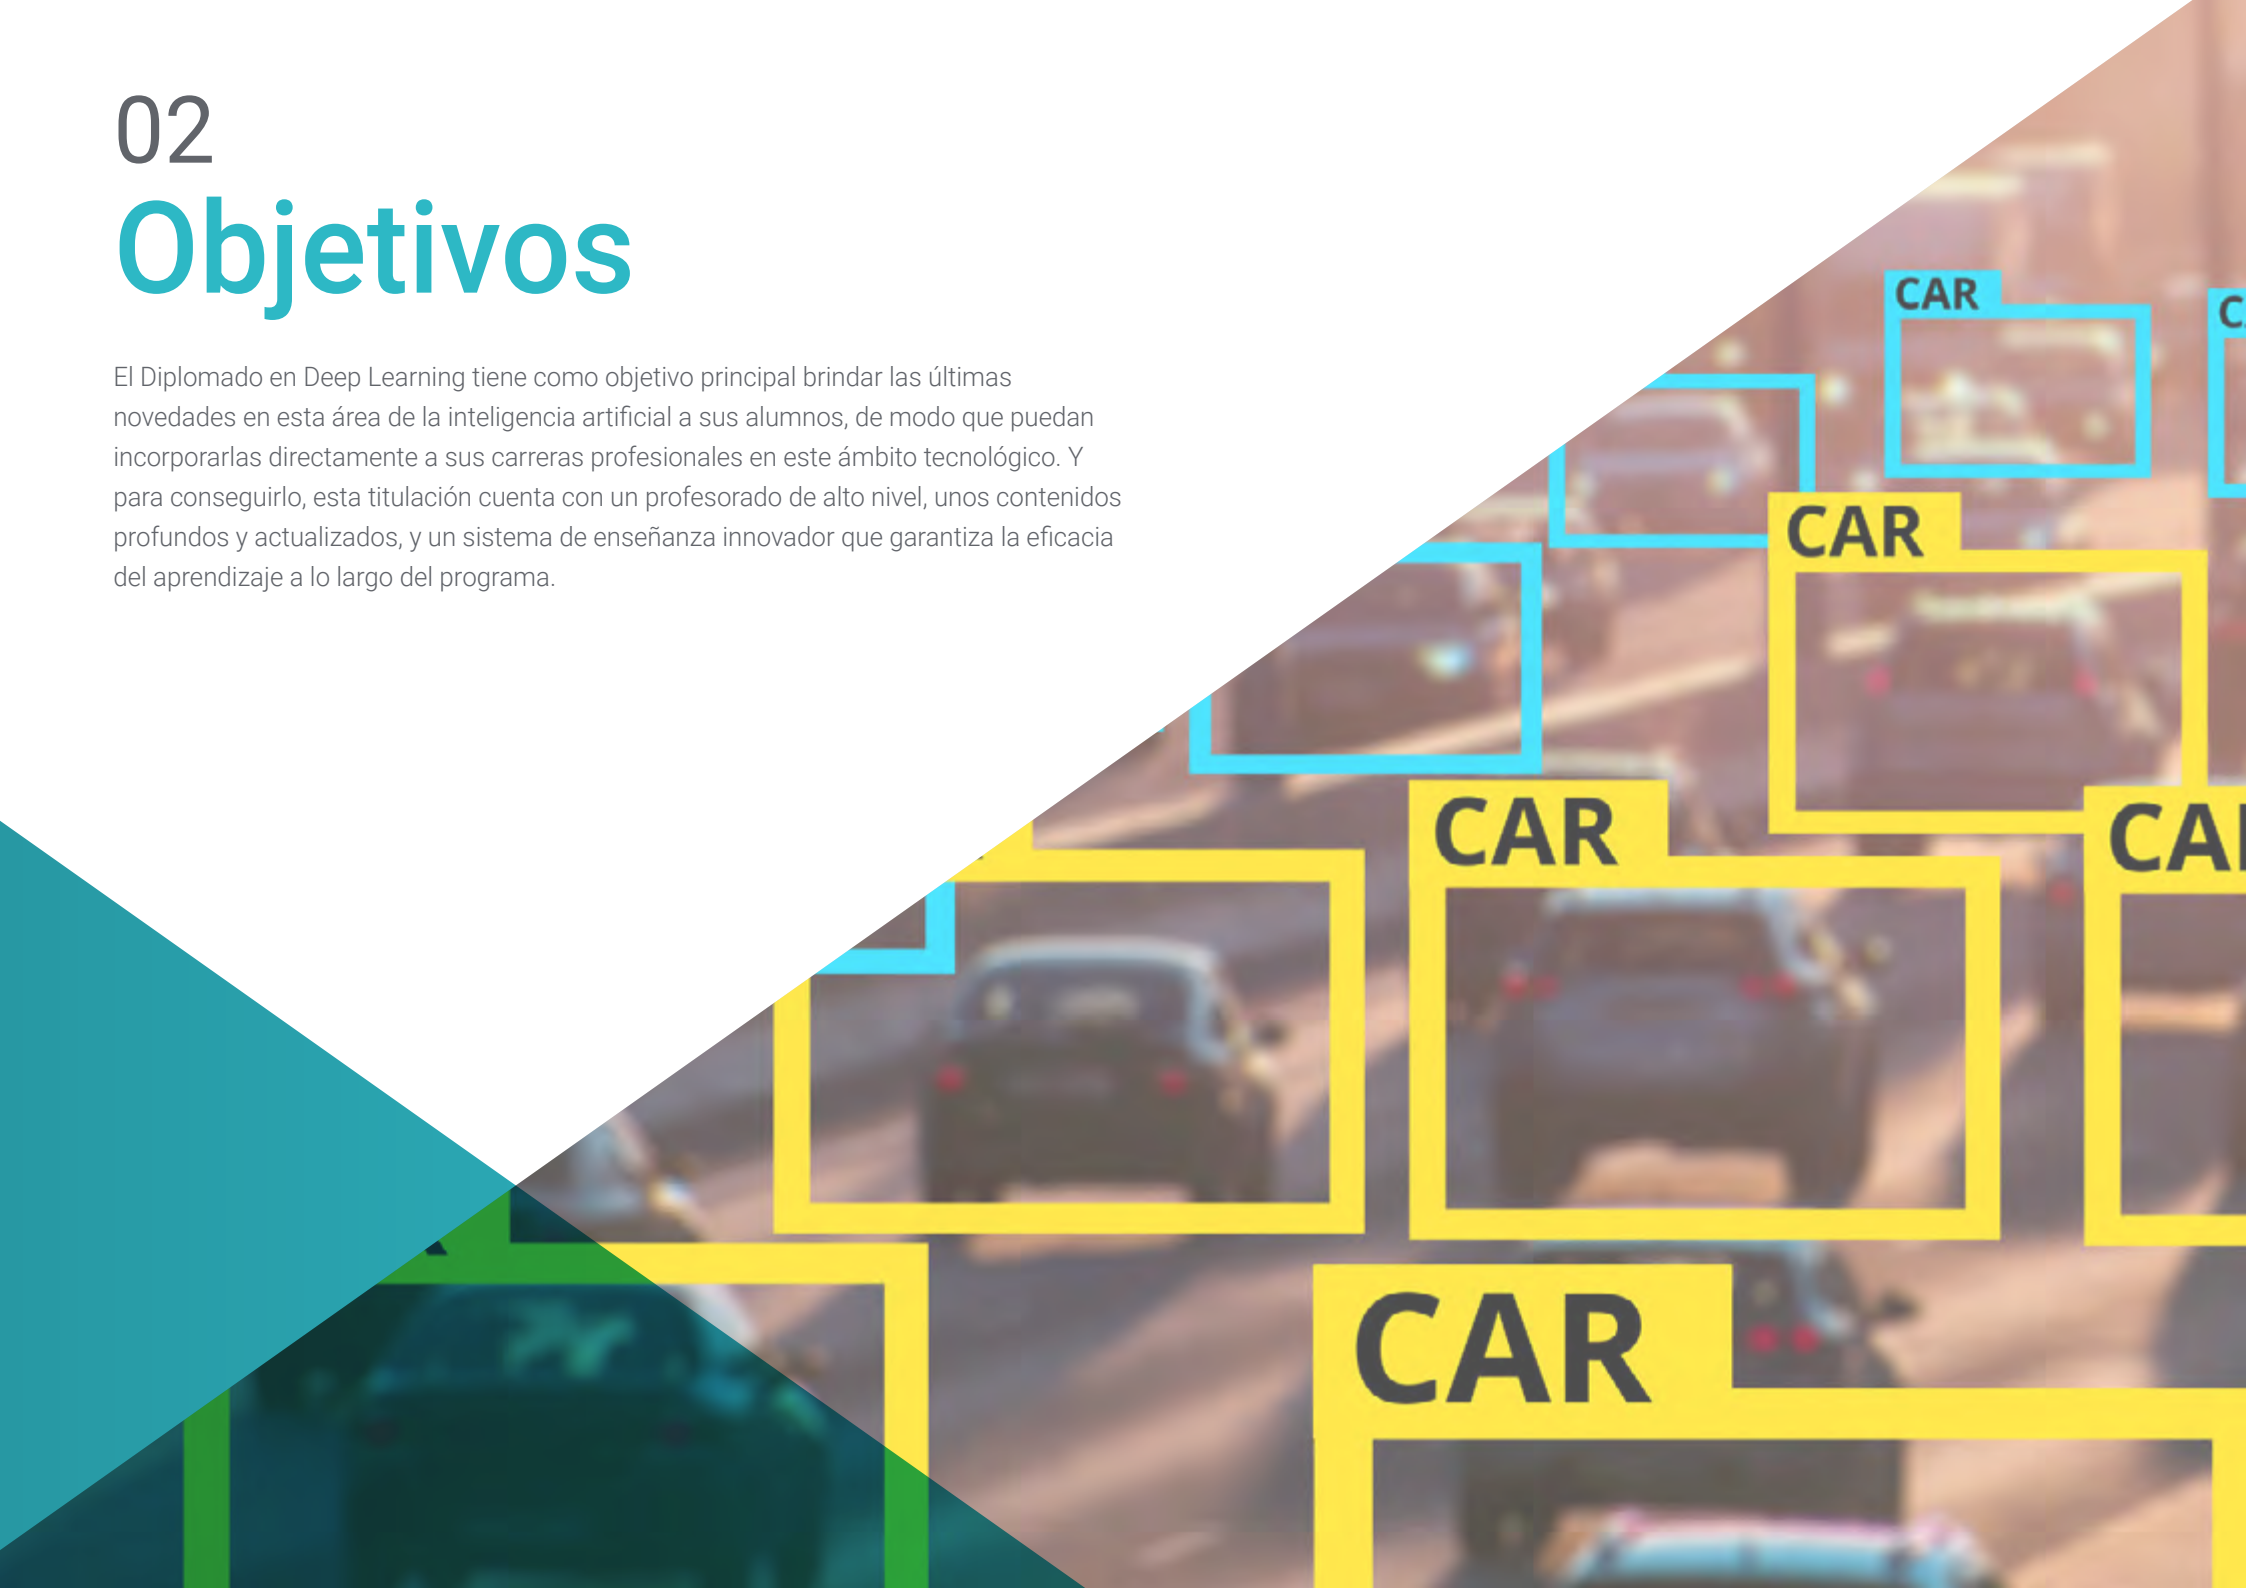 02
Objetivos
El Diplomado en Deep Learning tiene como objetivo principal brindar las últimas
novedades en esta área de la inteligencia artificial a sus alumnos, de modo que puedan
incorporarlas directamente a sus carreras profesionales en este ámbito tecnológico. Y
para conseguirlo, esta titulación cuenta con un profesorado de alto nivel, unos contenidos
profundos y actualizados, y un sistema de enseñanza innovador que garantiza la eficacia
del aprendizaje a lo largo del programa.
CAR
CAR
CAR
CAR